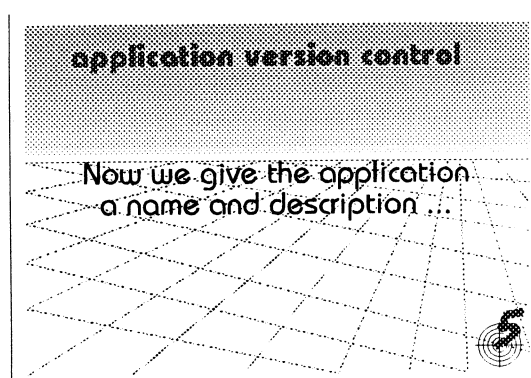 application version control
Now we give the application
a name and description ...
S